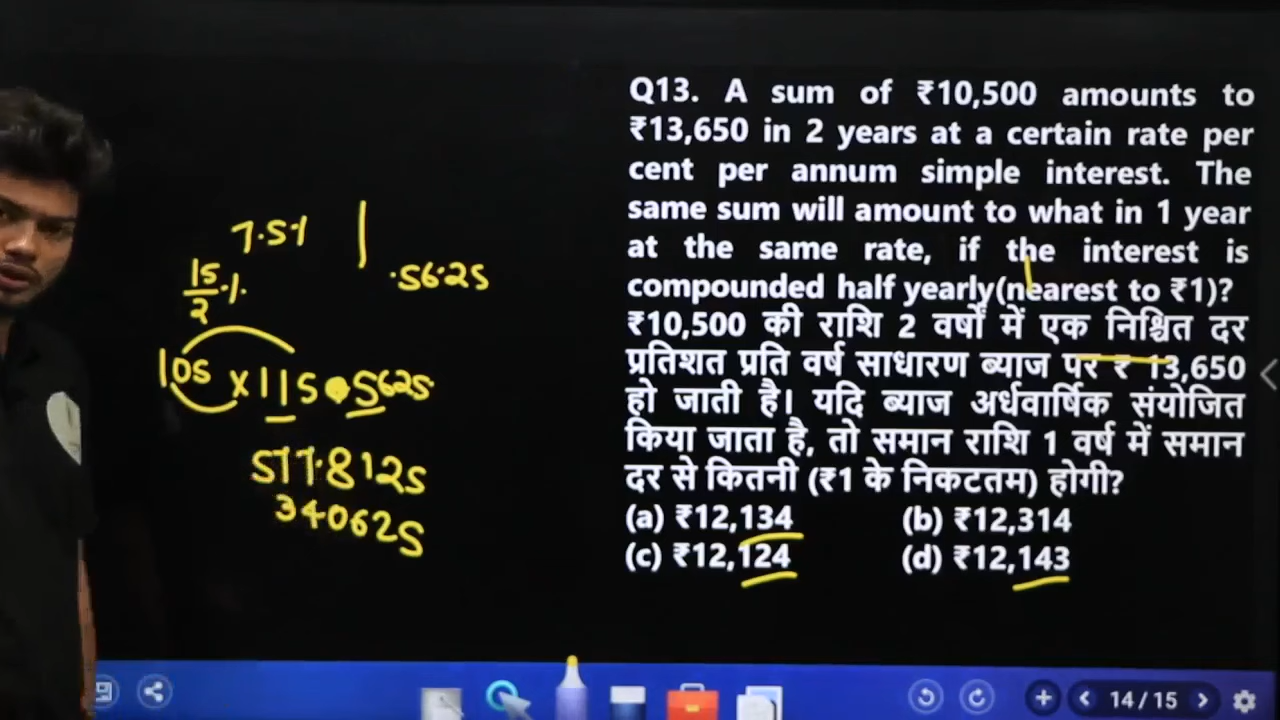 Q13. A sum of ₹10,500 amounts to
₹13,650 in 2 years at a certain rate per
cent per annum simple interest. The
same sum will amount to what in 1 year
at the same rate, if the interest is
compounded half yearly(nearest to ₹1)?
₹10,500 की राशि 2 वर्षों में एक निश्चित दर
प्रतिशत प्रति वर्ष साधारण ब्याज पर ₹ 13,650
हो जाती है। यदि ब्याज अर्धवार्षिक संयोजित
किया जाता है, तो समान राशि 1 वर्ष में समान
दर से कितनी (₹1 के निकटतम) होगी?
(a) ₹12,134 (b) ₹12,314
(c) ₹12,124 (d) ₹12,143
7.5%
.56.25
15/2 %
105 x 115.5625
577.8125
340625
14 / 15